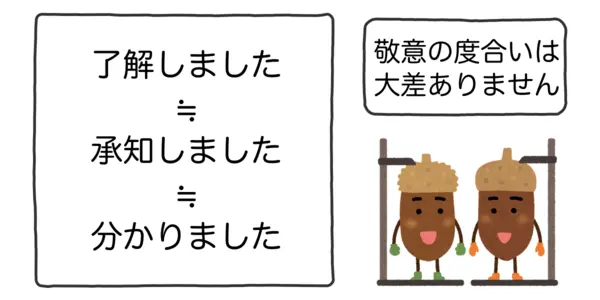 了解しました
≒
承知しました
≒
分かりました
敬意の度合いは
大差ありません